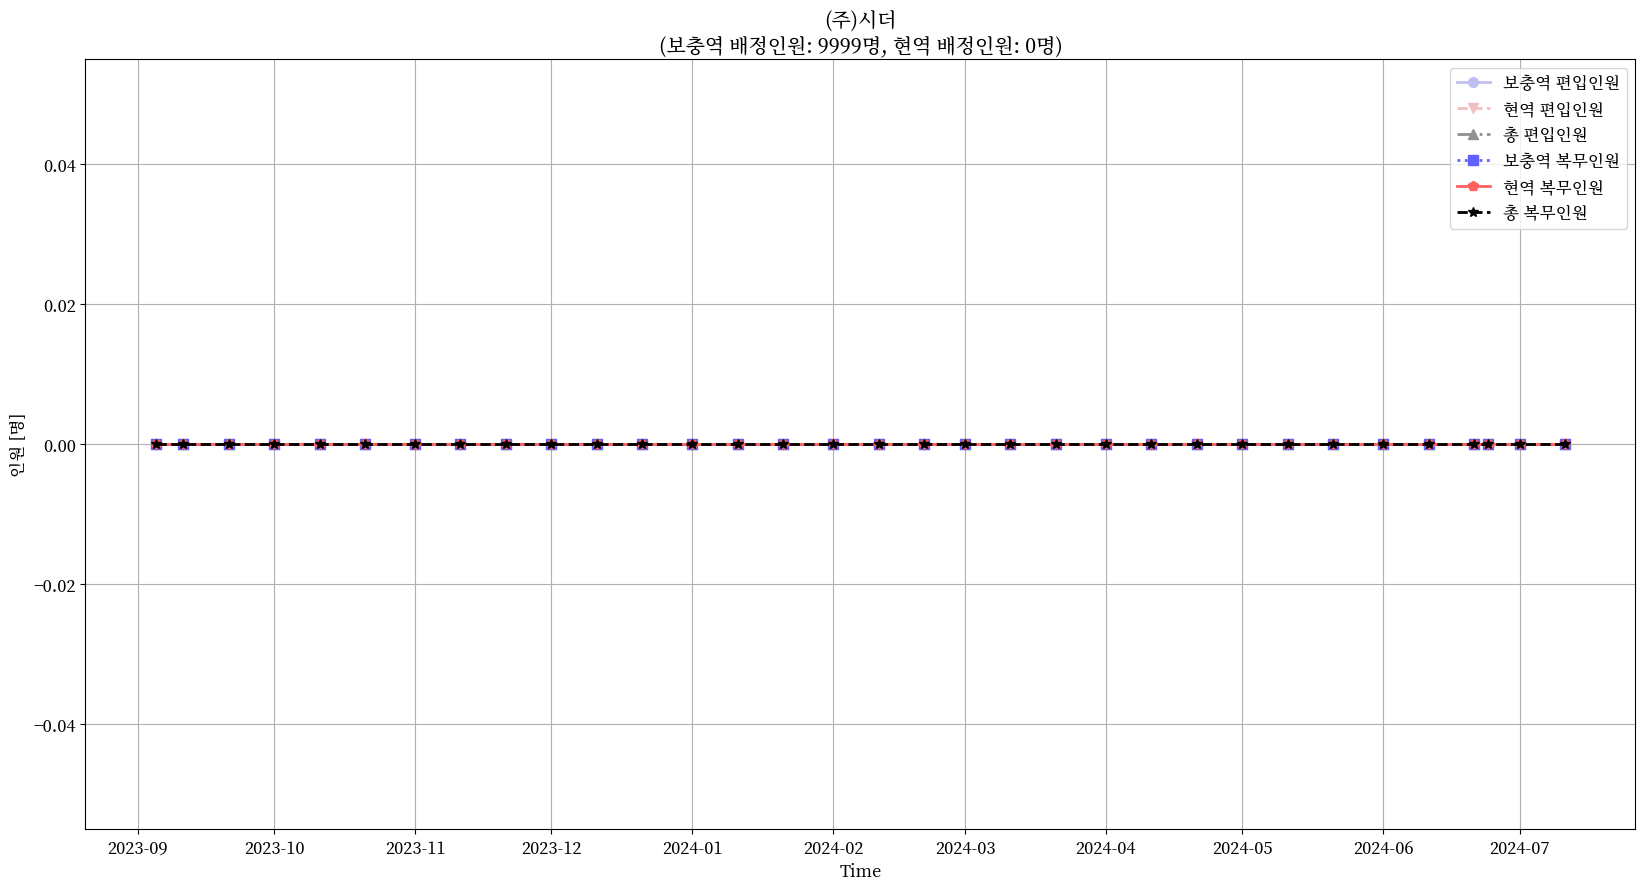 (주)시더
(보충역 배정인원: 9999명, 현역 배정인원: 0명)
보충역 편입인원
현역 편입인원
총 편입인원
보충역 복무인원
현역 복무인원
총 복무인원
인원 [명]
0.04
0.02
0.00
−0.02
−0.04
2023-09
2023-10
2023-11
2023-12
2024-01
2024-02
2024-03
2024-04
2024-05
2024-06
2024-07
Time